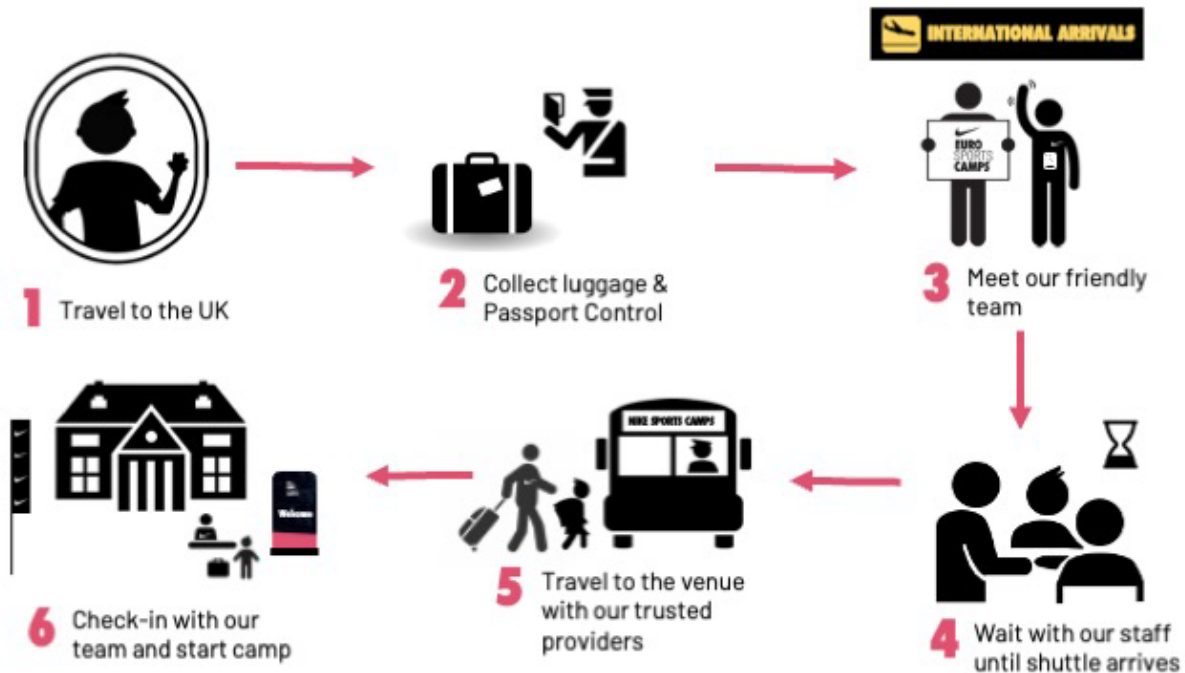 INTERNATIONAL ARRIVALS
EURO
SPORTS
CAMPS
1 Travel to the UK
2 Collect luggage &
Passport Control
3 Meet our friendly
team
4 Wait with our staff
until shuttle arrives
NIKE SPORTS CAMPS
5 Travel to the venue
with our trusted
providers
Welcome
6 Check-in with our
team and start camp